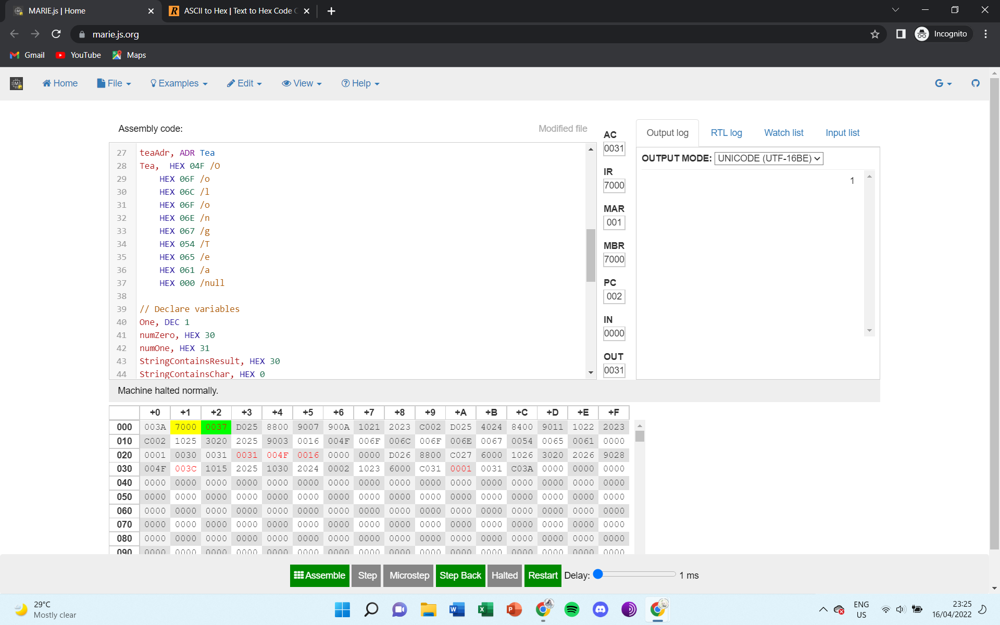 MARIE.js | Home
ASCII to Hex | Text to Hex Code
marie.js.org
Incognito
Gmail YouTube Maps
Home File Examples Edit View Help
Assembly code:
Modified file
27 teaAdr, ADR Tea
28 Tea, HEX 04F /O
29 HEX 06F /o
30 HEX 06C /l
31 HEX 06F /o
32 HEX 06E /n
33 HEX 067 /g
34 HEX 054 /T
35 HEX 065 /e
36 HEX 061 /a
37 HEX 000 /null
38
39 // Declare variables
40 One, DEC 1
41 numZero, HEX 30
42 numOne, HEX 31
43 StringContainsResult, HEX 30
44 StringContainsChar, HEX 0
AC
0031
IR
7000
MAR
001
MBR
7000
PC
002
IN
0000
OUT
0031
Output log RTL log Watch list Input list
OUTPUT MODE: UNICODE (UTF-16BE)
1
Machine halted normally.
+0 +1 +2 +3 +4 +5 +6 +7 +8 +9 +A +B +C +D +E +F
000 003A 7000 0037 D025 8800 9007 900A 1021 2023 C002 D025 4024 8400 9011 1022 2023
010 C002 1025 3020 2025 9003 0016 004F 006F 006C 006F 006E 0067 0054 0065 0061 0000
020 0001 0030 0031 0031 004F 0016 0000 0000 D026 8800 C027 6000 1026 3020 2026 9028
030 004F 003C 1015 2025 1030 2024 0002 1023 6000 C031 0001 0031 C03A 0000 0000 0000
040 0000 0000 0000 0000 0000 0000 0000 0000 0000 0000 0000 0000 0000 0000 0000 0000
050 0000 0000 0000 0000 0000 0000 0000 0000 0000 0000 0000 0000 0000 0000 0000 0000
060 0000 0000 0000 0000 0000 0000 0000 0000 0000 0000 0000 0000 0000 0000 0000 0000
070 0000 0000 0000 0000 0000 0000 0000 0000 0000 0000 0000 0000 0000 0000 0000 0000
080 0000 0000 0000 0000 0000 0000 0000 0000 0000 0000 0000 0000 0000 0000 0000 0000
090 0000 0000 0000 0000 0000 0000 0000 0000 0000 0000 0000 0000 0000 0000 0000 0000
Assemble Step Microstep Step Back Halted Restart Delay: 1 ms
29°C
Mostly clear
ENG
US
23:25
16/04/2022